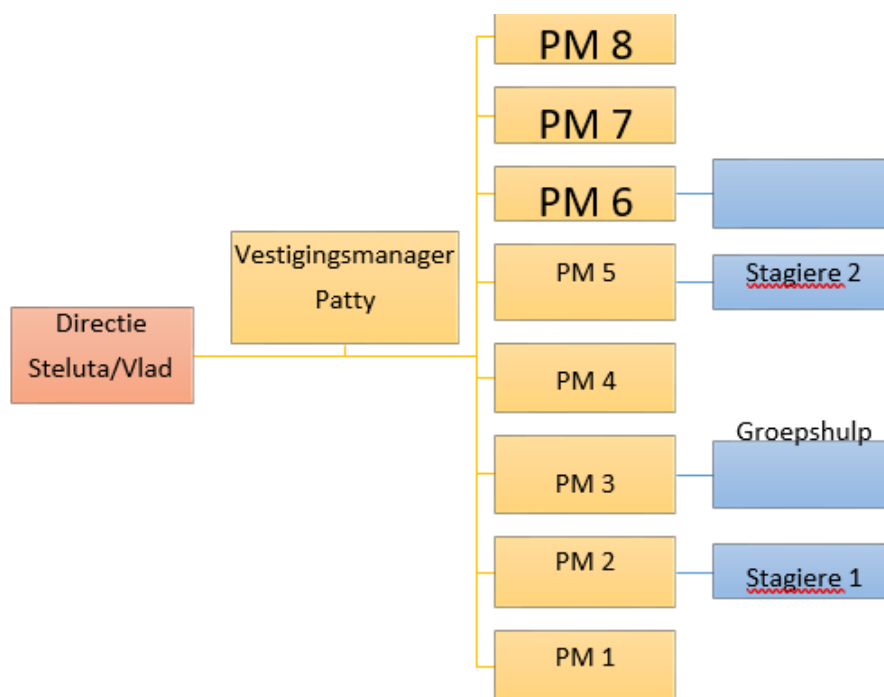 PM 8
PM 7
PM 6
Vestigingsmanager
Patty
PM 5
Stagiere 2
Directie
Steluta/Vlad
PM 4
Groepshulp
PM 3
PM 2
Stagiere 1
PM 1